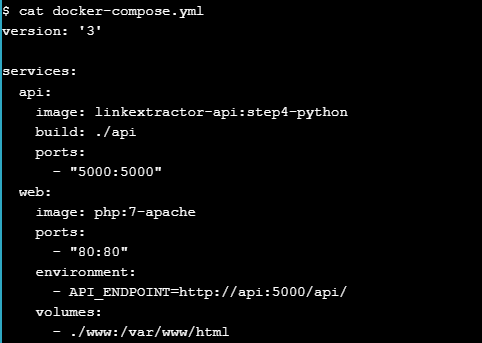 $ cat docker-compose.yml
version: '3'

services:
  api:
    image: linkextractor-api:step4-python
    build: ./api
    ports:
      - "5000:5000"
  web:
    image: php:7-apache
    ports:
      - "80:80"
    environment:
      - API_ENDPOINT=http://api:5000/api/
    volumes:
      - ./www:/var/www/html